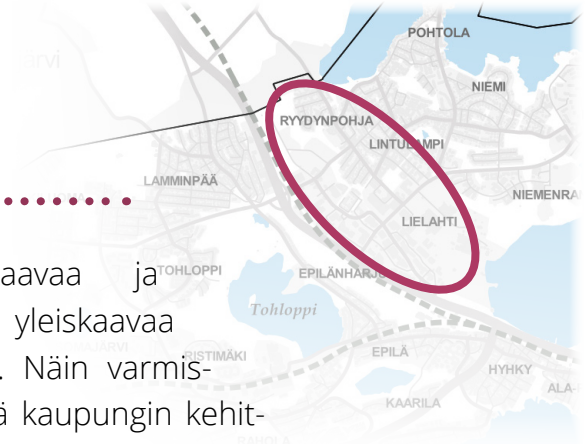 POHTOLA
NIEMI
RYYDYNPOHJA
LINTULAMPI
LAMMINPÄÄ
NIEMENRA
LIELAHTI
aavaa ja
TOHLOPPI
EPILÄNHARJU
yleiskaavaa
Tohloppi
. Näin varmis-
RISTIMÄKI
EPILÄ
HYHKY
ä kaupungin kehit-
KAARILA
ALA-
RAHOLA